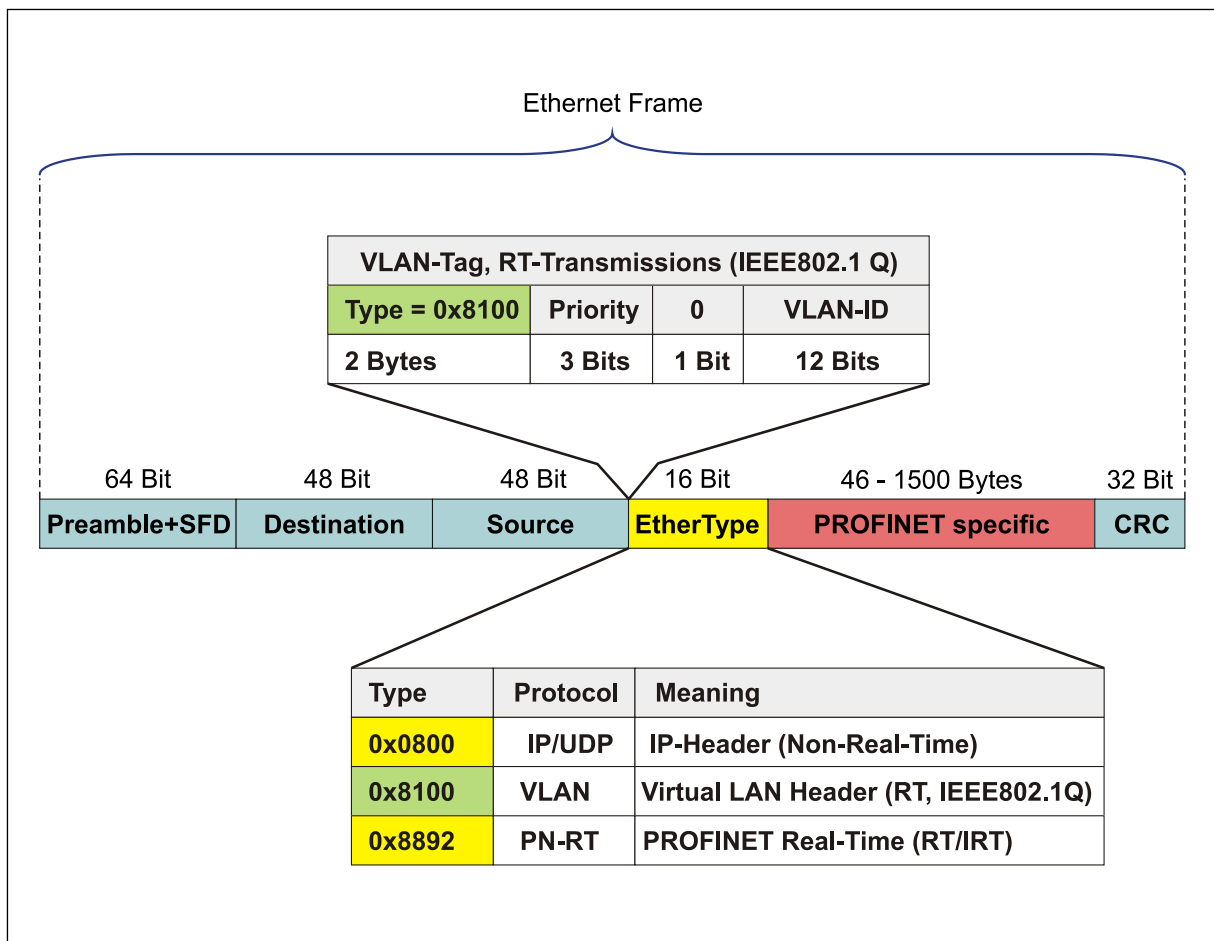 Ethernet Frame
VLAN-Tag, RT-Transmissions (IEEE802.1 Q)
Type = 0x8100 Priority 0 VLAN-ID
2 Bytes 3 Bits 1 Bit 12 Bits
64 Bit 48 Bit 48 Bit 16 Bit 46 - 1500 Bytes 32 Bit
Preamble+SFD Destination Source EtherType PROFINET specific CRC
Type Protocol Meaning
0x0800 IP/UDP IP-Header (Non-Real-Time)
0x8100 VLAN Virtual LAN Header (RT, IEEE802.1Q)
0x8892 PN-RT PROFINET Real-Time (RT/IRT)